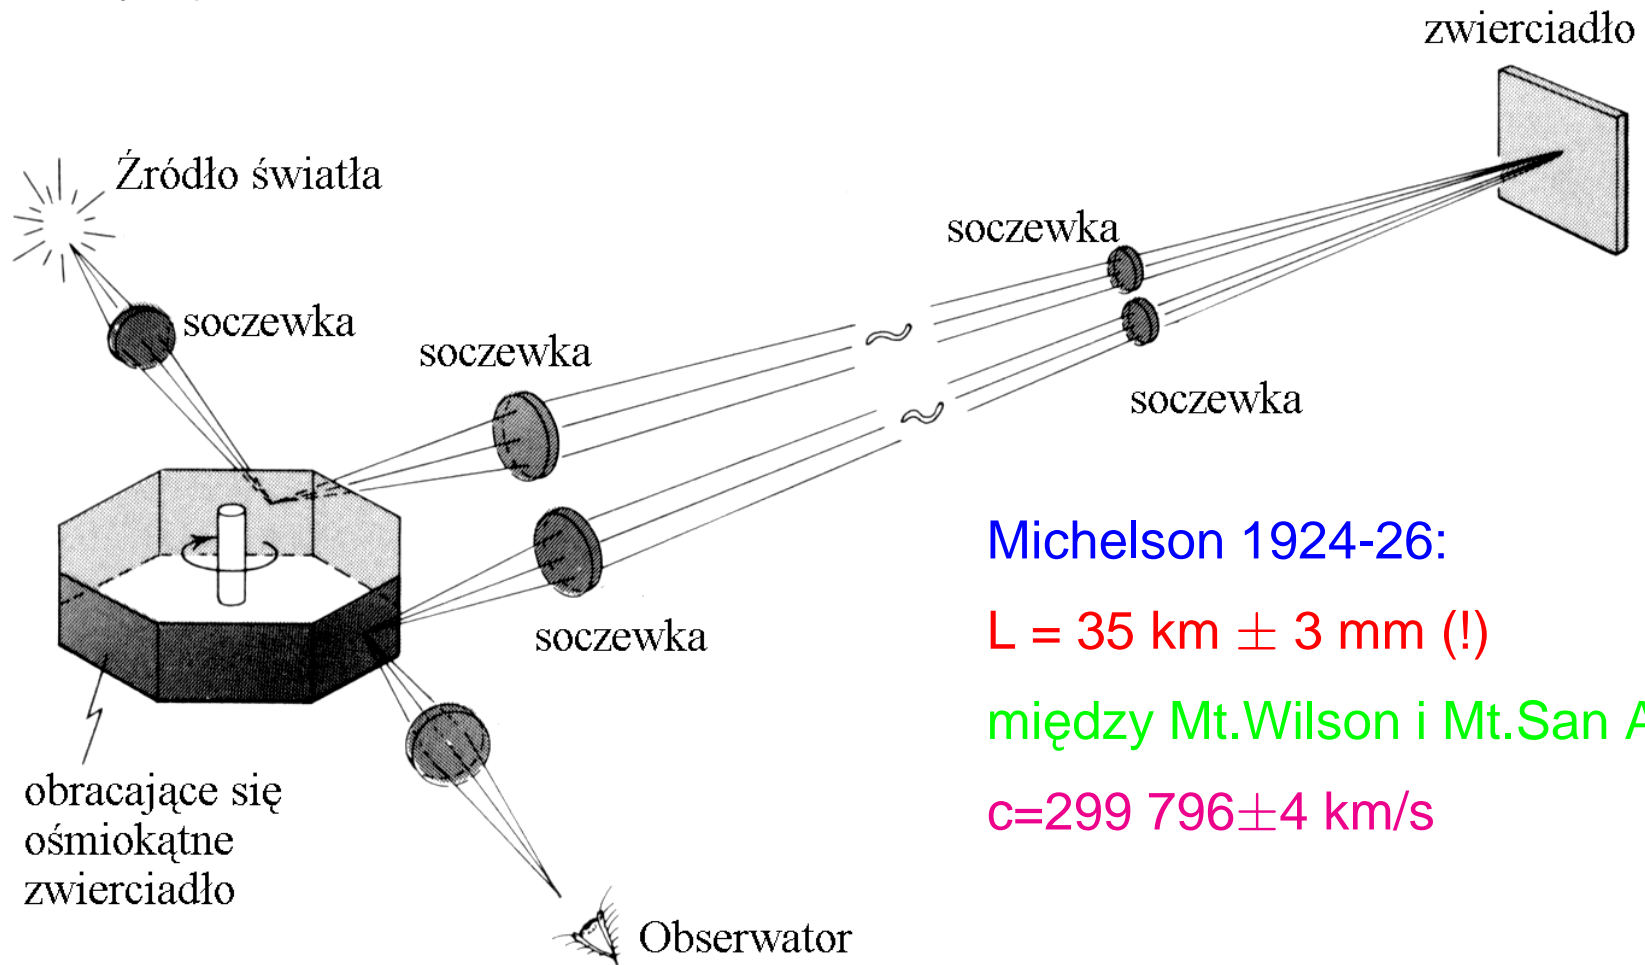 zwierciadło
Źródło światła
soczewka
soczewka
soczewka
soczewka
soczewka
Michelson 1924-26:
L = 35 km ± 3 mm (!)
między Mt.Wilson i Mt.San
c=299 796±4 km/s
obracające się
ośmiokątne
zwierciadło
Obserwator